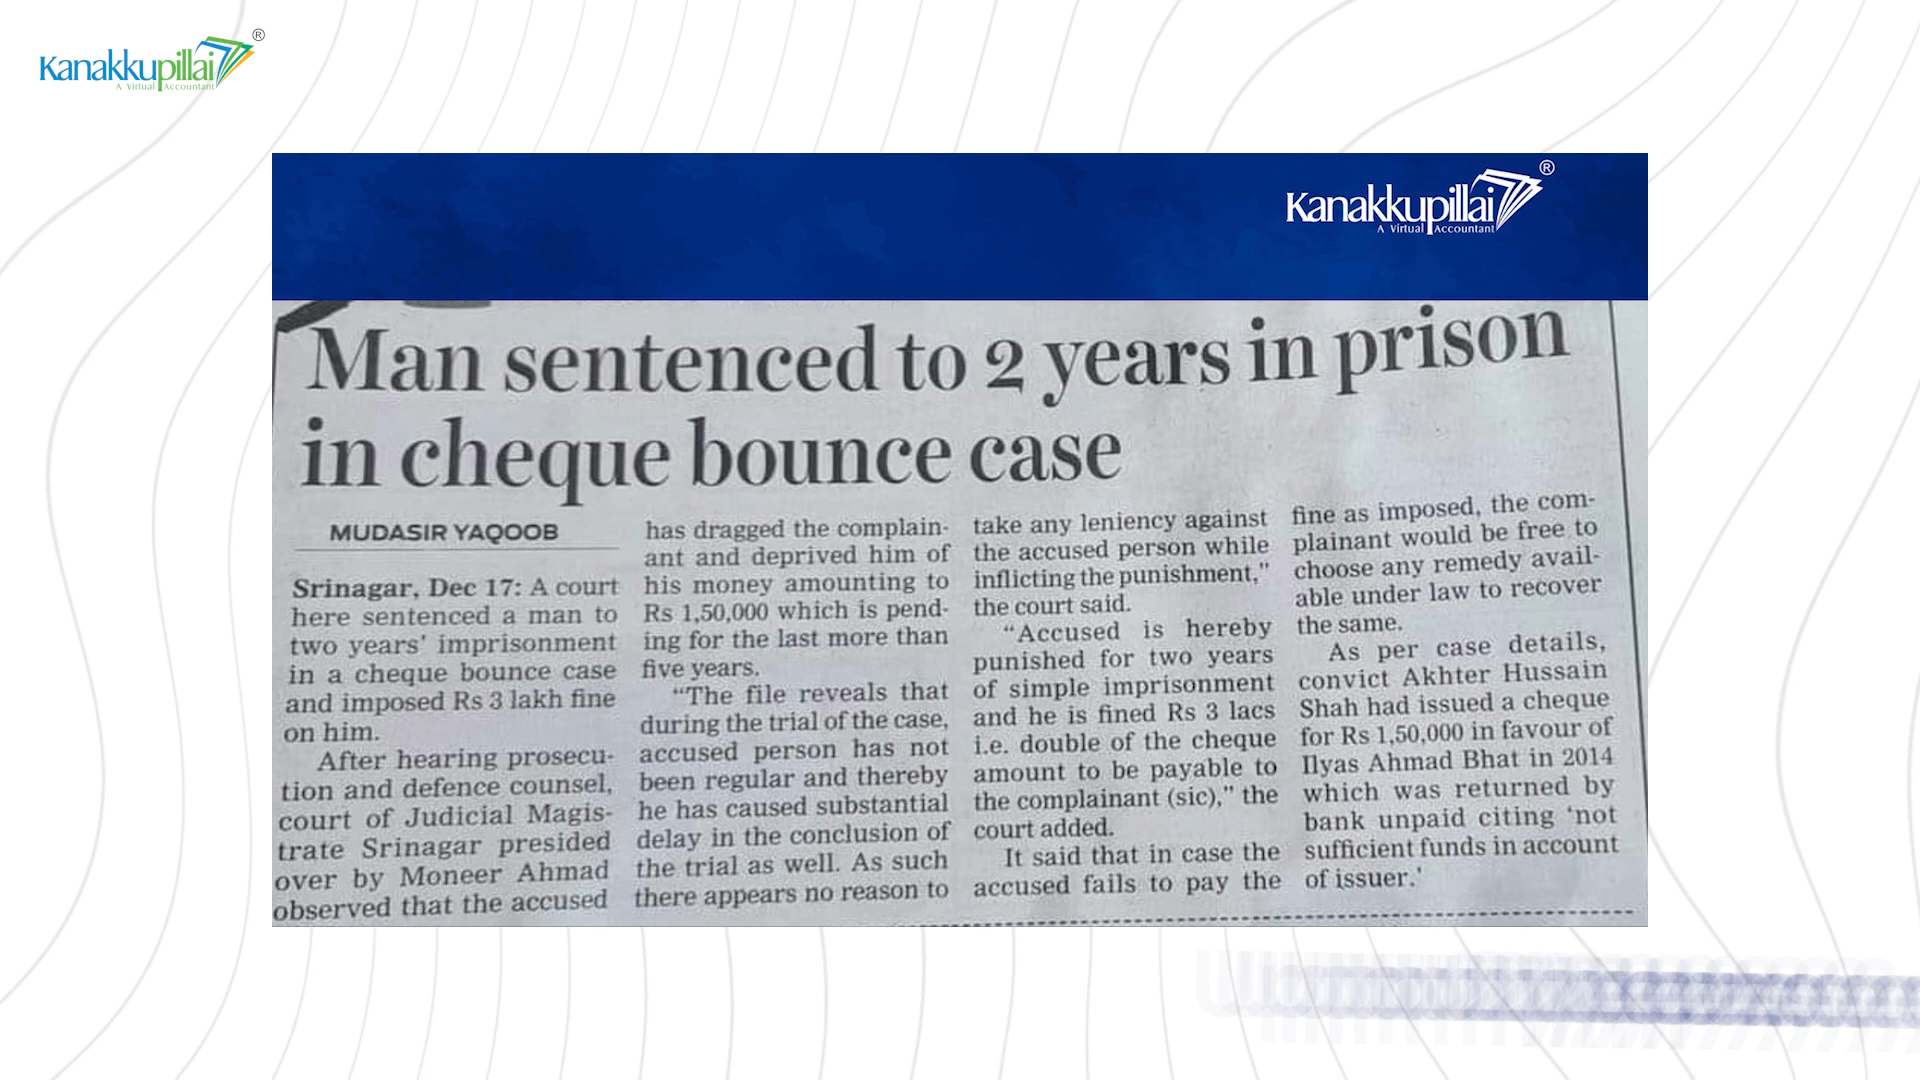 Kanakkupillai ®
A Virtual Accountant
Kanakkupillai ®
A Virtual Accountant
Man sentenced to 2 years in prison
in cheque bounce case
MUDASIR YAQOOB
Srinagar, Dec 17: A court
here sentenced a man to
two years' imprisonment
in a cheque bounce case
and imposed Rs 3 lakh fine
on him.
After hearing prosecu-
tion and defence counsel,
court of Judicial Magis-
trate Srinagar presided
over by Moneer Ahmad
observed that the accused
has dragged the complain-
ant and deprived him of
his money amounting to
Rs 1,50,000 which is pend-
ing for the last more than
five years.
“The file reveals that
during the trial of the case,
accused person has not
been regular and thereby
he has caused substantial
delay in the conclusion of
the trial as well. As such
there appears no reason to
take any leniency against
the accused person while
inflicting the punishment,”
the court said.
“Accused is hereby
punished for two years
of simple imprisonment
and he is fined Rs 3 lacs
i.e. double of the cheque
amount to be payable to
the complainant (sic),” the
court added.
It said that in case the
accused fails to pay the
fine as imposed, the com-
plainant would be free to
choose any remedy avail-
able under law to recover
the same.
As per case details,
convict Akhter Hussain
Shah had issued a cheque
for Rs 1,50,000 in favour of
Ilyas Ahmad Bhat in 2014
which was returned by
bank unpaid citing ‘not
sufficient funds in account
of issuer.’